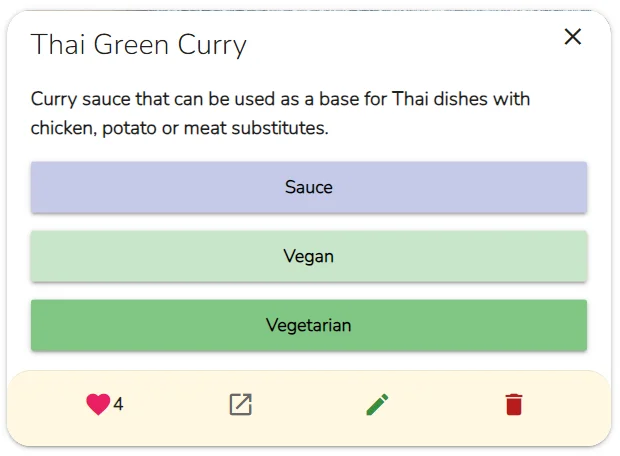 Thai Green Curry
Curry sauce that can be used as a base for Thai dishes with
chicken, potato or meat substitutes.
Sauce
Vegan
Vegetarian
4